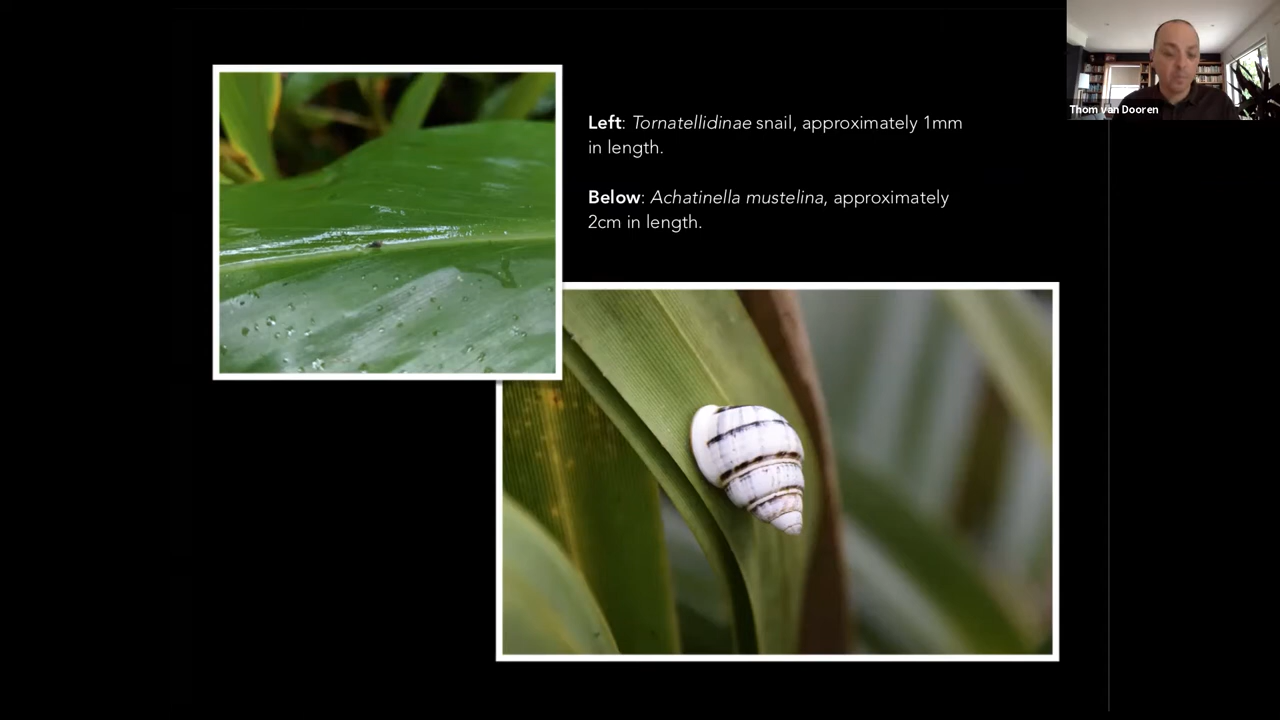 Left: Tornatellidinae snail, approximately 1mm
in length.
Below: Achatinella mustelina, approximately
2cm in length.
Thom van Dooren